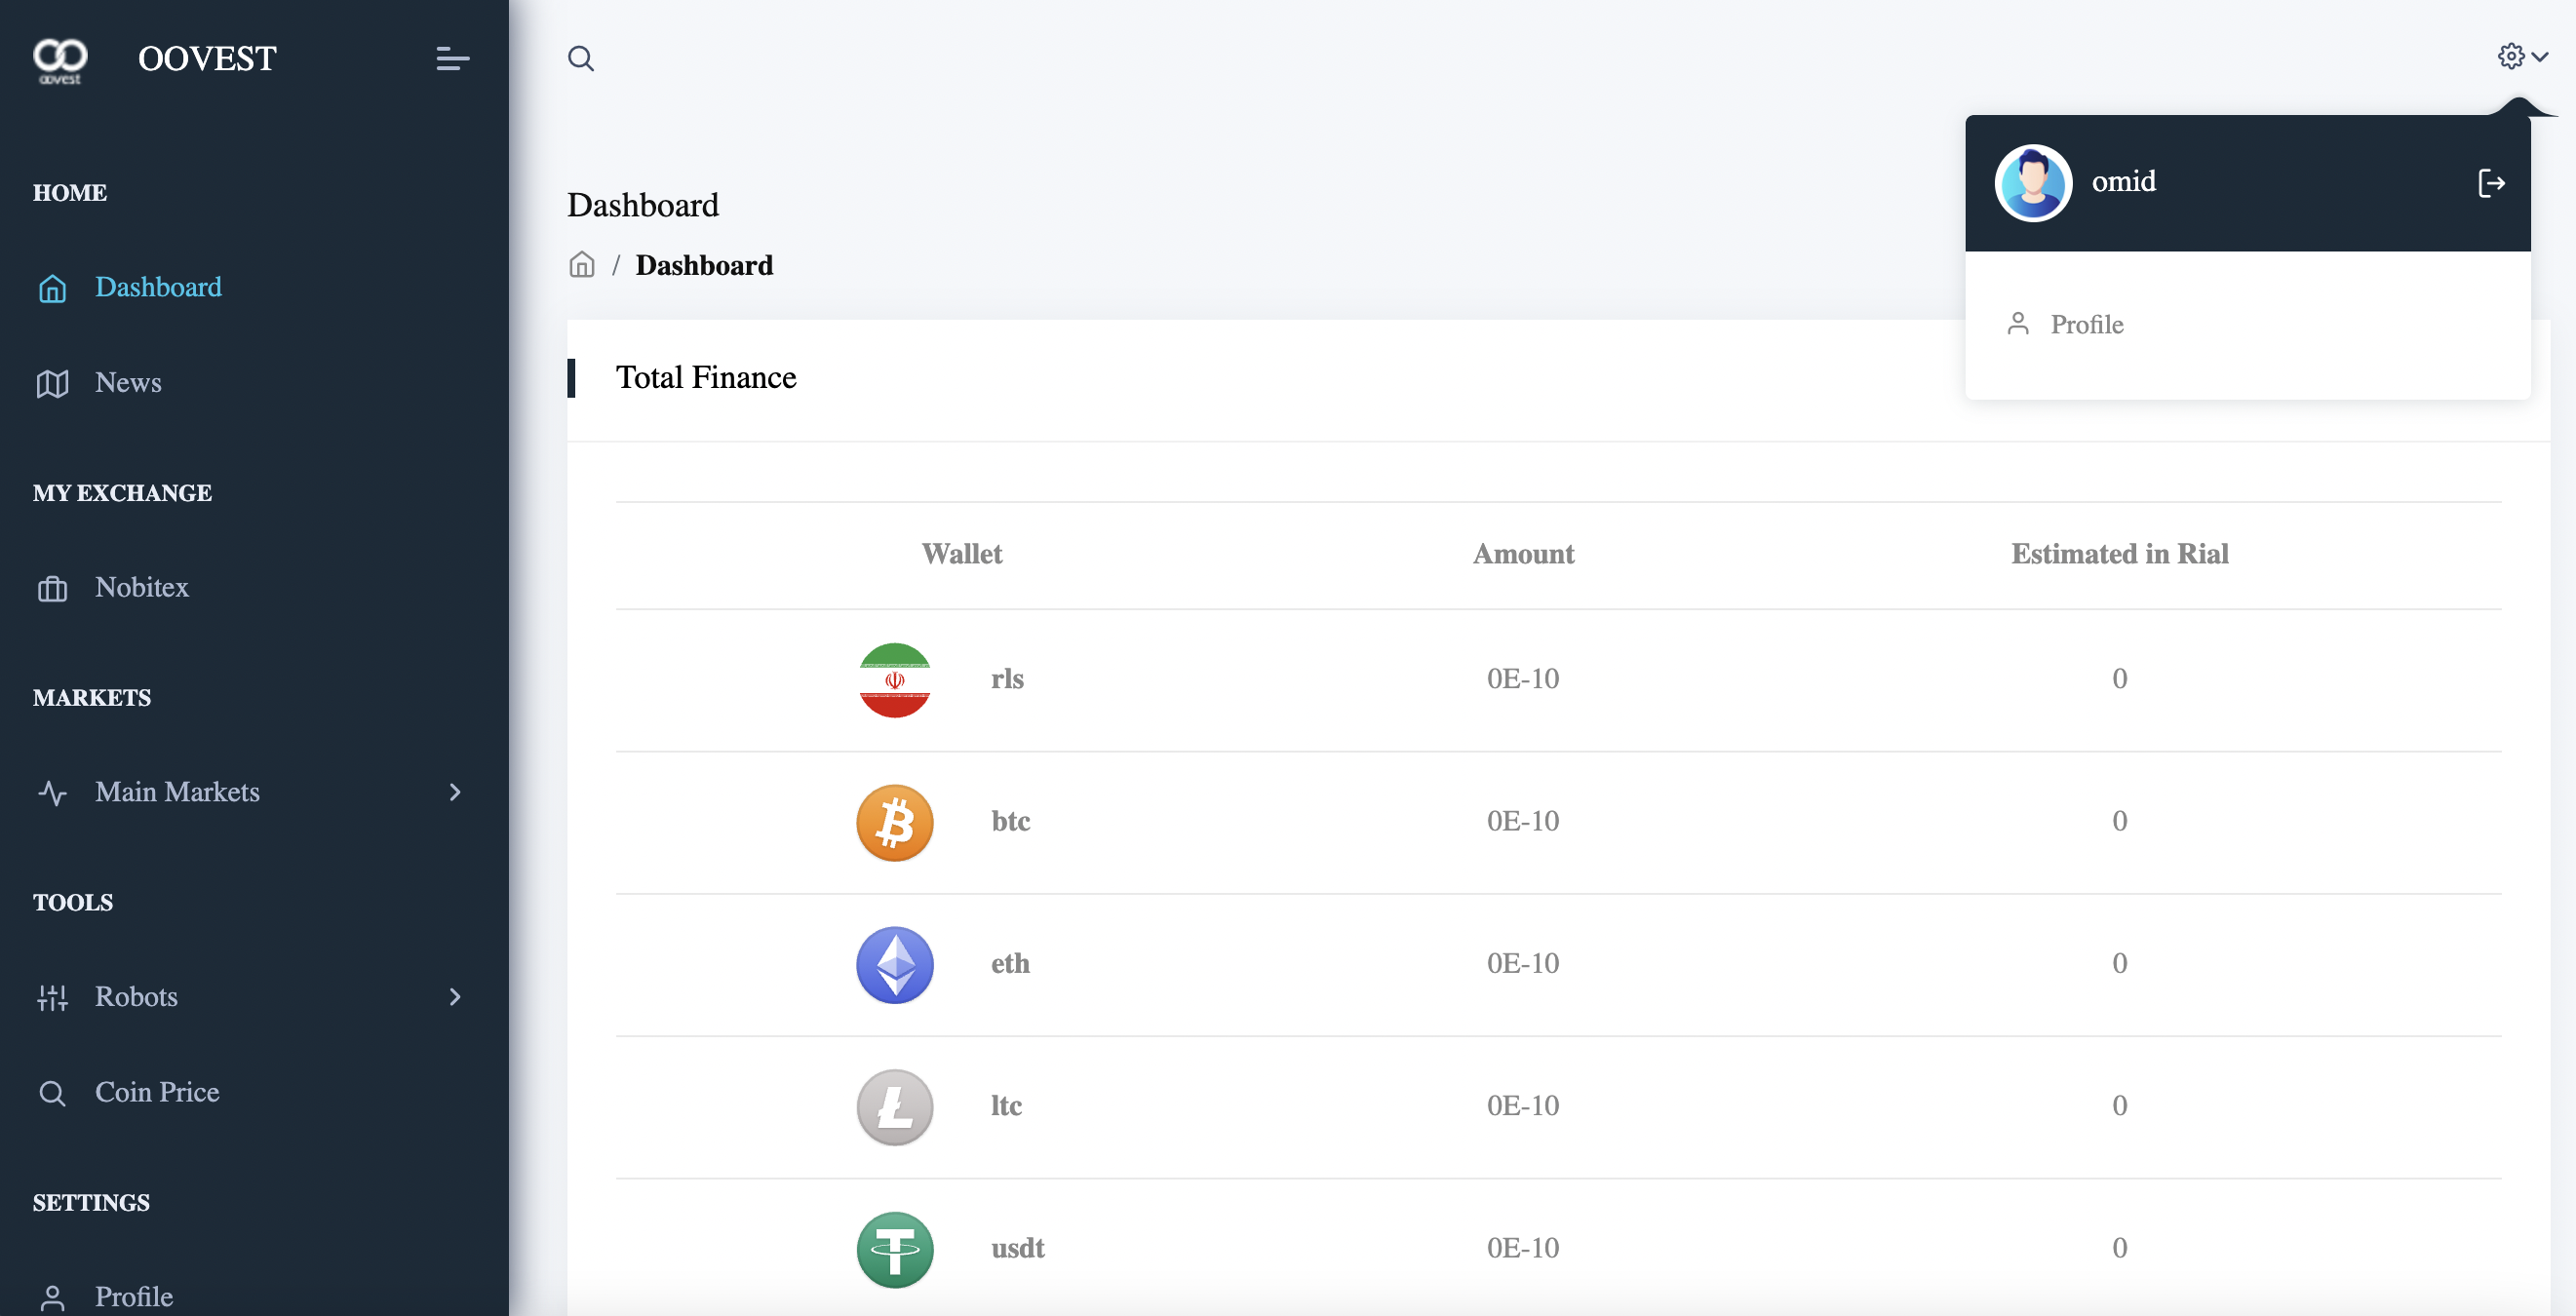 oovest
OOVEST
HOME
Dashboard
News
MY EXCHANGE
Nobitex
MARKETS
Main Markets
TOOLS
Robots
Coin Price
SETTINGS
Profile
omid
Profile
Dashboard
/ Dashboard
Total Finance
Wallet Amount Estimated in Rial
rls 0E-10 0
btc 0E-10 0
eth 0E-10 0
ltc 0E-10 0
usdt 0E-10 0